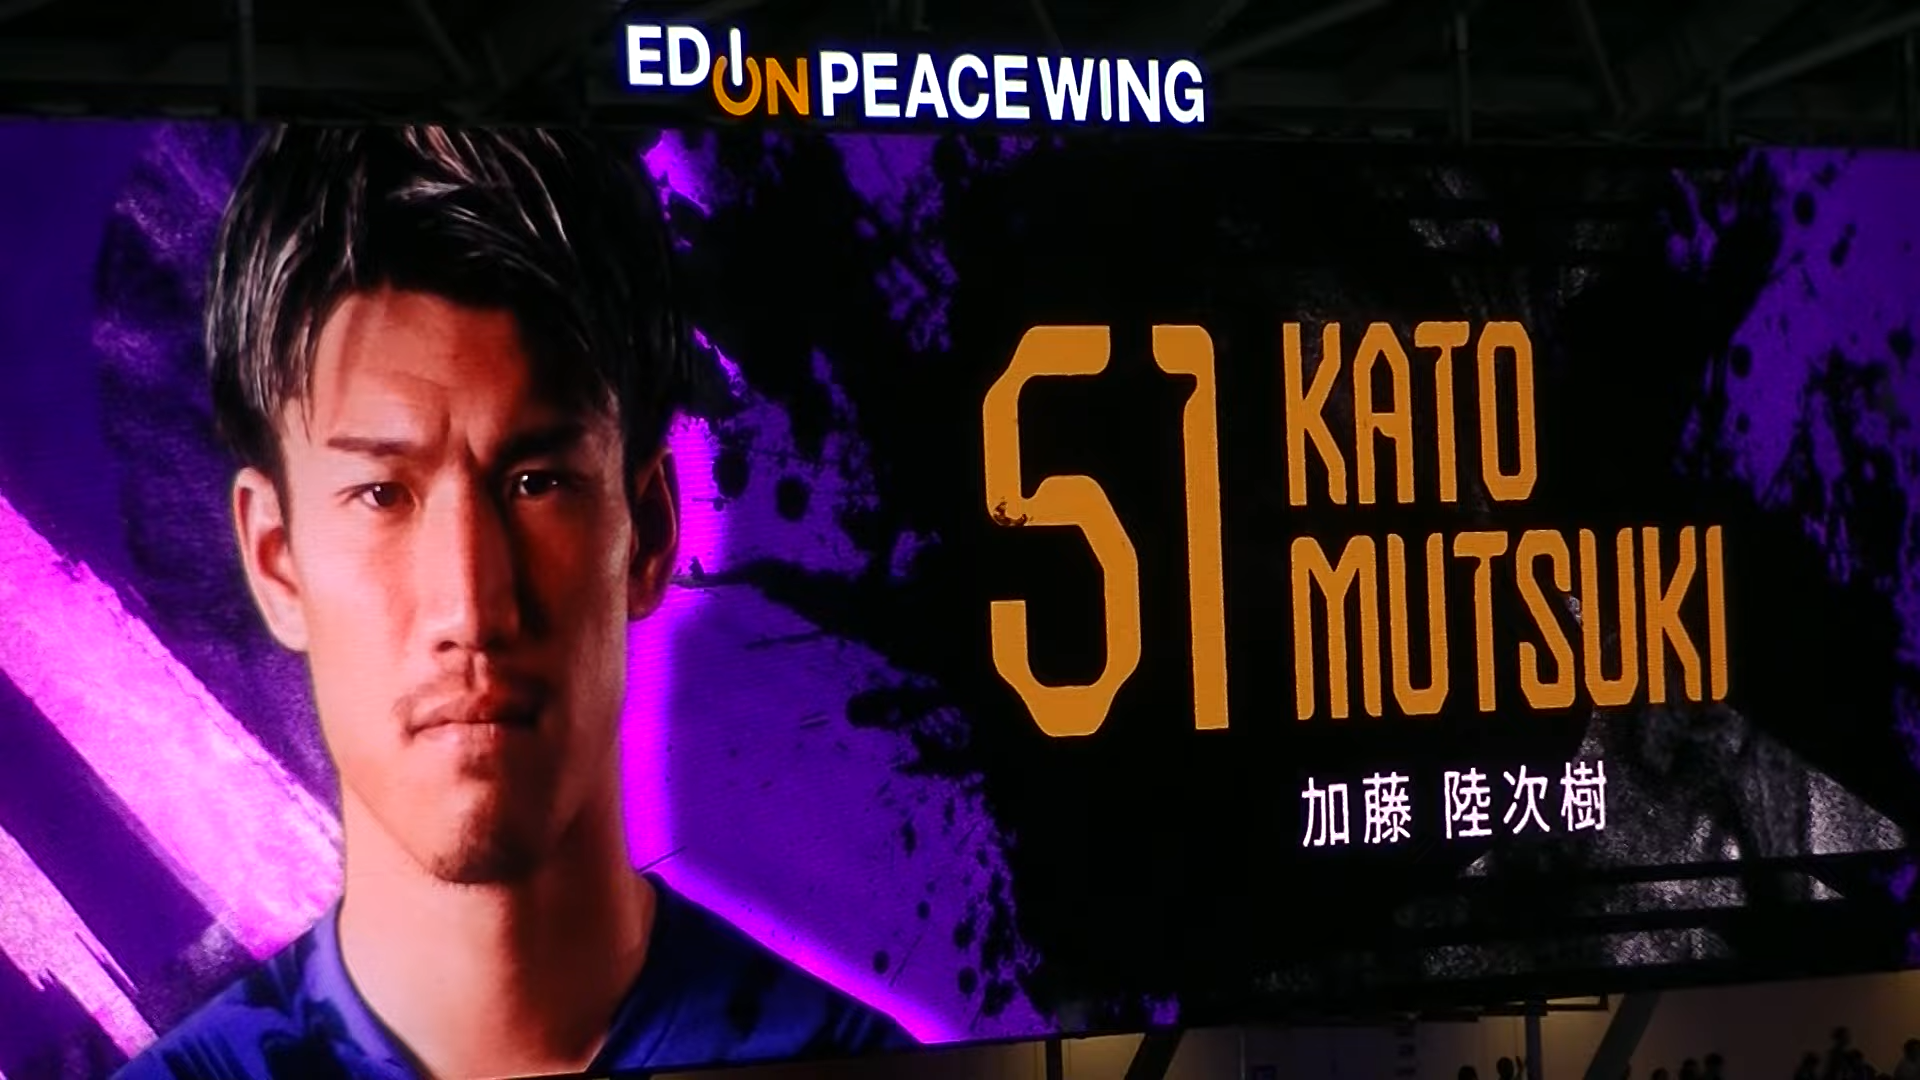 EDION PEACE WING
51
KATO
MUTSUKI
加藤 陸次樹